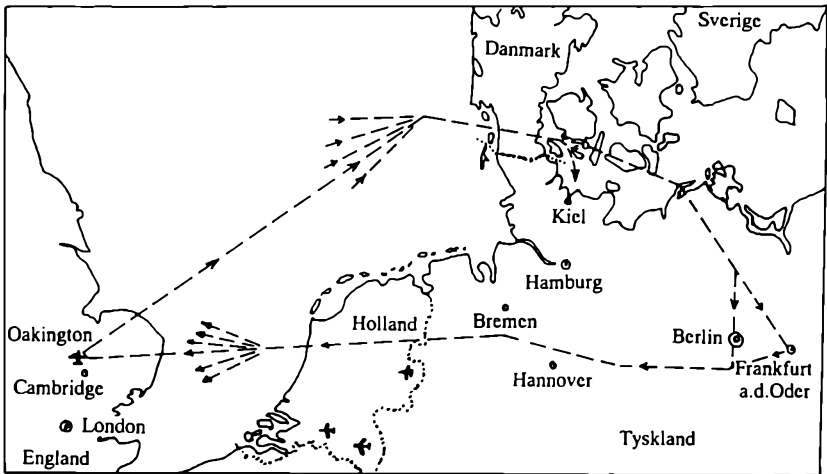 Sverige
Danmark
Kiel
Hamburg
Oakington
Holland
Bremen
Berlin
Cambridge
Hannover
Frankfurt
a.d.Oder
London
Tyskland
England